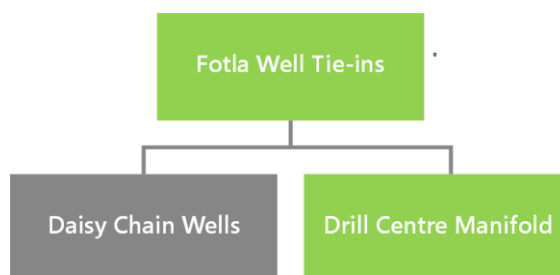 Fotla Well Tie-ins
Daisy Chain Wells
Drill Centre Manifold